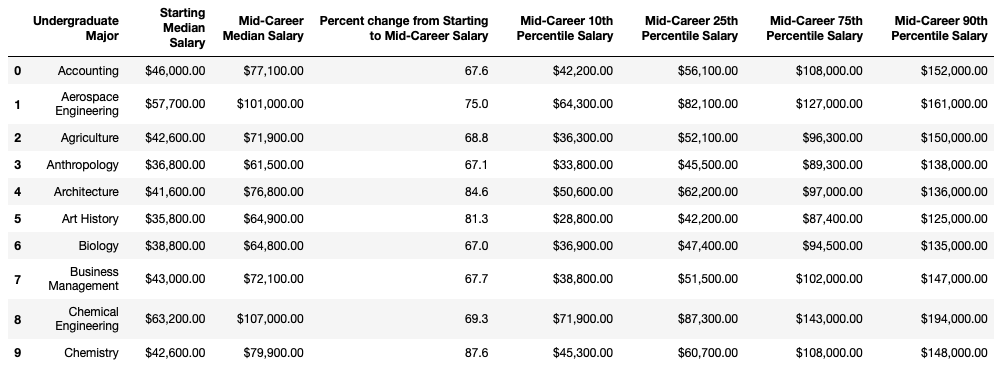 Undergraduate Major Starting Median Salary Mid-Career Median Salary Percent change from Starting to Mid-Career Salary Mid-Career 10th Percentile Salary Mid-Career 25th Percentile Salary Mid-Career 75th Percentile Salary Mid-Career 90th Percentile Salary
0 Accounting $46,000.00 $77,100.00 67.6 $42,200.00 $56,100.00 $108,000.00 $152,000.00
1 Aerospace Engineering $57,700.00 $101,000.00 75.0 $64,300.00 $82,100.00 $127,000.00 $161,000.00
2 Agriculture $42,600.00 $71,900.00 68.8 $36,300.00 $52,100.00 $96,300.00 $150,000.00
3 Anthropology $36,800.00 $61,500.00 67.1 $33,800.00 $45,500.00 $89,300.00 $138,000.00
4 Architecture $41,600.00 $76,800.00 84.6 $50,600.00 $62,200.00 $97,000.00 $136,000.00
5 Art History $35,800.00 $64,900.00 81.3 $28,800.00 $42,200.00 $87,400.00 $125,000.00
6 Biology $38,800.00 $64,800.00 67.0 $36,900.00 $47,400.00 $94,500.00 $135,000.00
7 Business Management $43,000.00 $72,100.00 67.7 $38,800.00 $51,500.00 $102,000.00 $147,000.00
8 Chemical Engineering $63,200.00 $107,000.00 69.3 $71,900.00 $87,300.00 $143,000.00 $194,000.00
9 Chemistry $42,600.00 $79,900.00 87.6 $45,300.00 $60,700.00 $108,000.00 $148,000.00